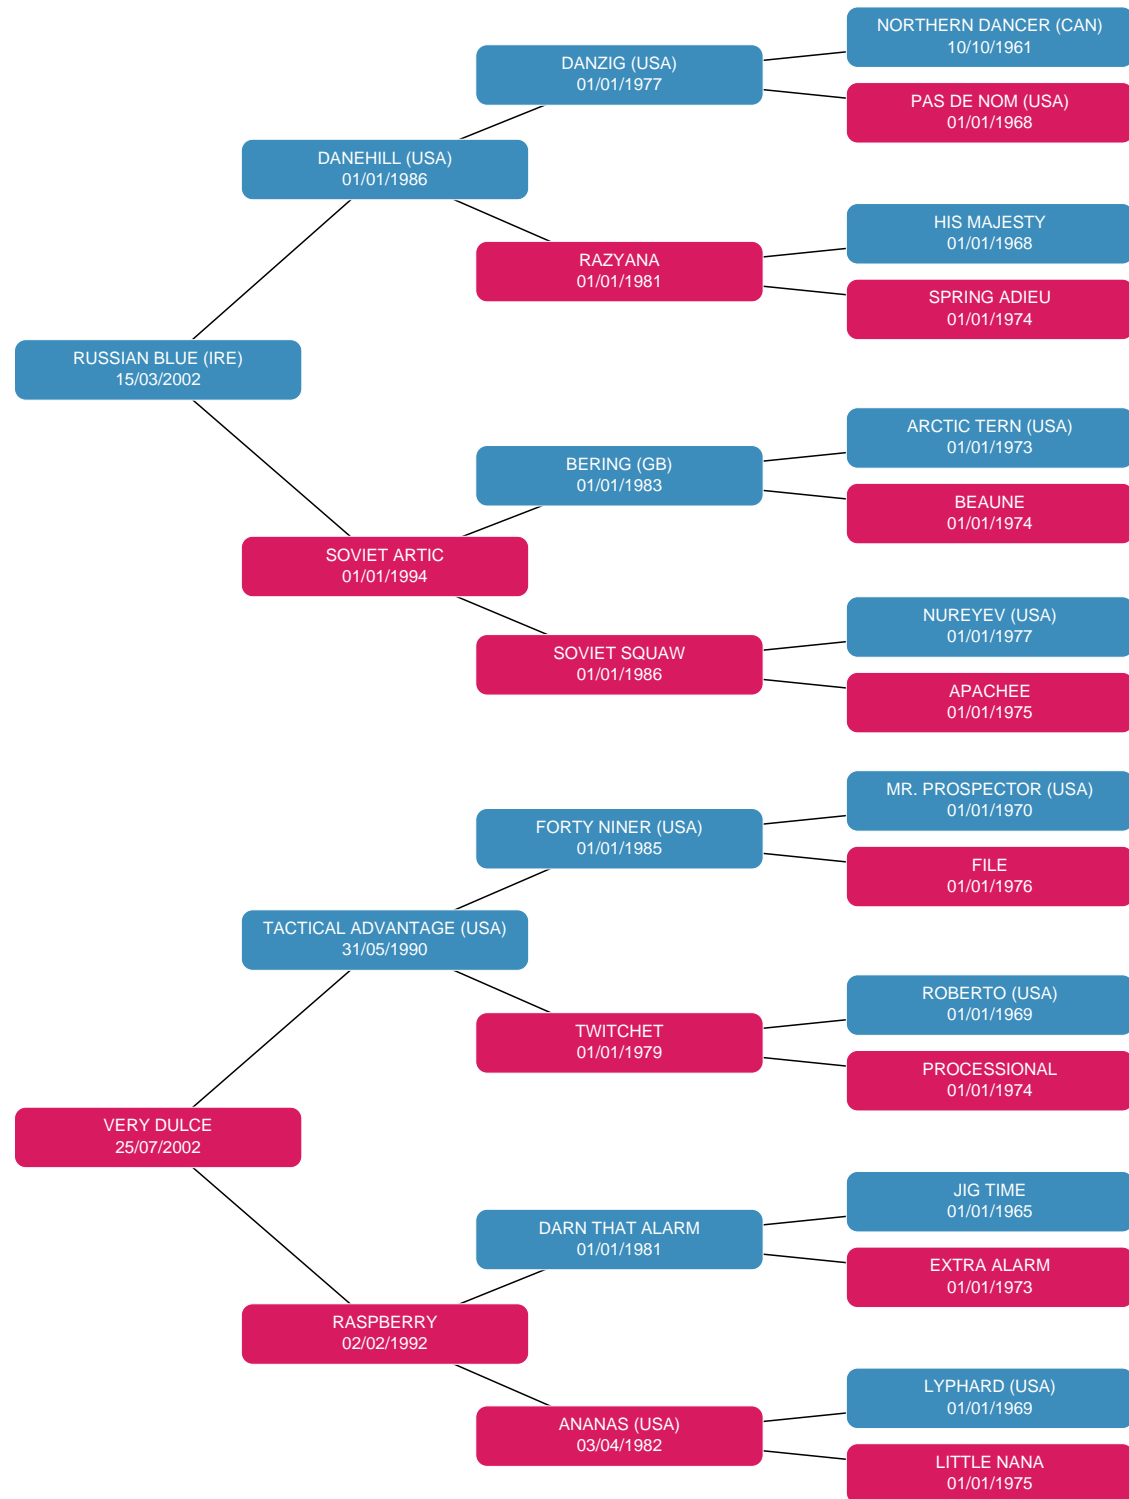 NORTHERN DANCER (CAN)
10/10/1961
DANZIG (USA)
01/01/1977
PAS DE NOM (USA)
01/01/1968
DANEHILL (USA)
01/01/1986
HIS MAJESTY
01/01/1968
RAZYANA
01/01/1981
SPRING ADIEU
01/01/1974
RUSSIAN BLUE (IRE)
15/03/2002
ARCTIC TERN (USA)
01/01/1973
BERING (GB)
01/01/1983
BEAUNE
01/01/1974
SOVIET ARTIC
01/01/1994
NUREYEV (USA)
01/01/1977
SOVIET SQUAW
01/01/1986
APACHEE
01/01/1975
MR. PROSPECTOR (USA)
01/01/1970
FORTY NINER (USA)
01/01/1985
FILE
01/01/1976
TACTICAL ADVANTAGE (USA)
31/05/1990
ROBERTO (USA)
01/01/1969
TWITCHET
01/01/1979
PROCESSIONAL
01/01/1974
VERY DULCE
25/07/2002
JIG TIME
01/01/1965
DARN THAT ALARM
01/01/1981
EXTRA ALARM
01/01/1973
RASPBERRY
02/02/1992
LYPHARD (USA)
01/01/1969
ANANAS (USA)
03/04/1982
LITTLE NANA
01/01/1975